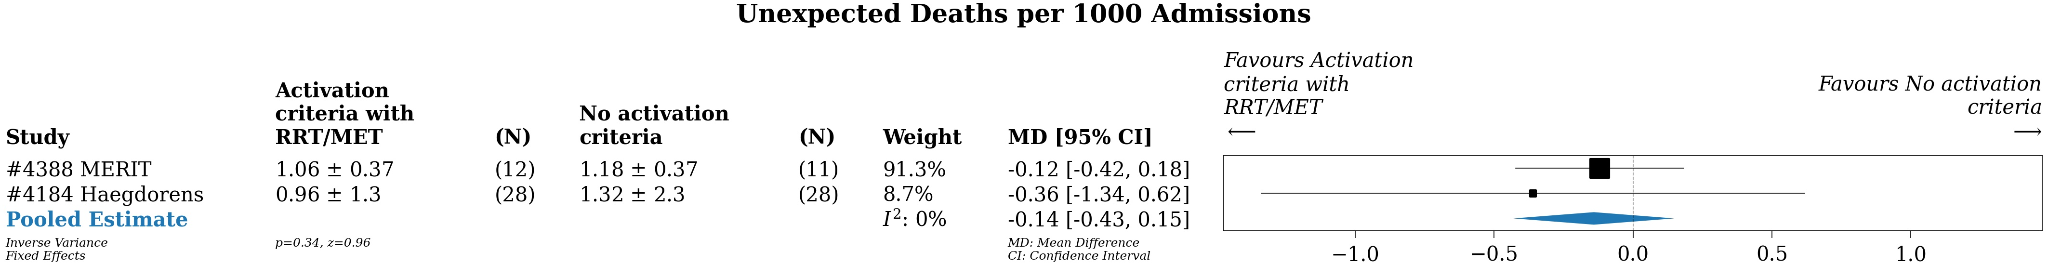 Unexpected Deaths per 1000 Admissions
Favours Activation
criteria with
RRT/MET
Favours No activation
criteria
← →
Study Activation criteria with RRT/MET (N) No activation criteria (N) Weight MD [95% CI]
#4388 MERIT 1.06 ± 0.37 (12) 1.18 ± 0.37 (11) 91.3% -0.12 [-0.42, 0.18]
#4184 Haegdorens 0.96 ± 1.3 (28) 1.32 ± 2.3 (28) 8.7% -0.36 [-1.34, 0.62]
Pooled Estimate I²: 0% -0.14 [-0.43, 0.15]
Inverse Variance p=0.34, z=0.96 MD: Mean Difference
Fixed Effects CI: Confidence Interval
−1.0 −0.5 0.0 0.5 1.0